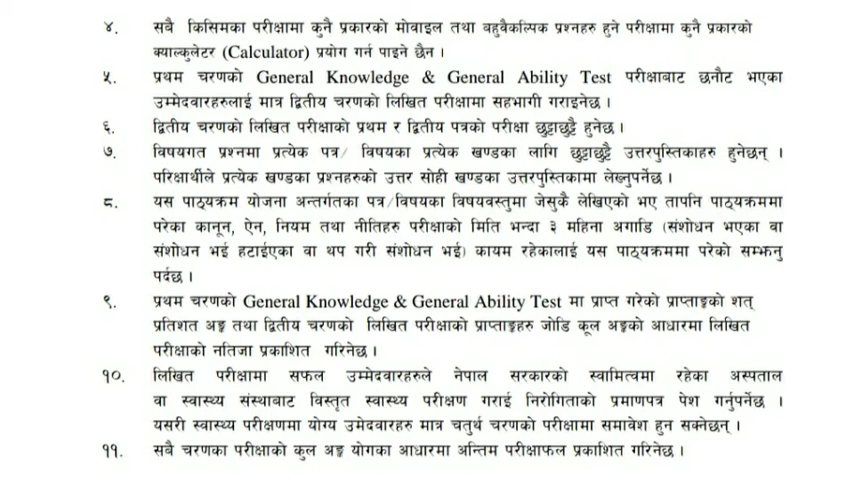 ४. सबै किसिमका परीक्षामा कुनै प्रकारको मोवाइल तथा बहुवैकल्पिक प्रश्नहरु हुने परीक्षामा कुनै प्रकारको
क्याल्कुलेटर (Calculator) प्रयोग गर्न पाइने छैन ।
५. प्रथम चरणको General Knowledge & General Ability Test परीक्षाबाट छनौट भएका
उम्मेदवारहरुलाई मात्र द्वितीय चरणको लिखित परीक्षामा सहभागी गराइनेछ ।
६. द्वितीय चरणको लिखित परीक्षाको प्रथम र द्वितीय पत्रको परीक्षा छुट्टाछुट्टै हुनेछ ।
७. विषयगत प्रश्नमा प्रत्येक पत्र/ विषयका प्रत्येक खण्डका लागि छुट्टाछुट्टै उत्तरपुस्तिकाहरु हुनेछन् ।
परिक्षार्थीले प्रत्येक खण्डका प्रश्नहरुको उत्तर सोही खण्डका उत्तरपुस्तिकामा लेख्नुपर्नेछ ।
८. यस पाठ्यक्रम योजना अन्तर्गतका पत्र/विषयका विषयवस्तुमा जेसुकै लेखिएको भए तापनि पाठ्यक्रममा
परेका कानून, ऐन, नियम तथा नीतिहरु परीक्षाको मिति भन्दा ३ महिना अगाडि (संशोधन भएका वा
संशोधन भई हटाईएका वा थप गरी संशोधन भई) कायम रहेकालाई यस पाठ्यक्रममा परेको सम्झनु
पर्दछ ।
९. प्रथम चरणको General Knowledge & General Ability Test मा प्राप्त गरेको प्राप्ताङ्कको शत्
प्रतिशत अङ्क तथा द्वितीय चरणको लिखित परीक्षाको प्राप्ताङ्कहरु जोडि कूल अङ्कको आधारमा लिखित
परीक्षाको नतिजा प्रकाशित गरिनेछ ।
१०. लिखित परीक्षामा सफल उम्मेदवारहरुले नेपाल सरकारको स्वामित्वमा रहेका अस्पताल
वा स्वास्थ्य संस्थाबाट विस्तृत स्वास्थ्य परीक्षण गराई निरोगिताको प्रमाणपत्र पेश गर्नुपर्नेछ ।
यसरी स्वास्थ्य परीक्षणमा योग्य उमेदवारहरु मात्र चतुर्थ चरणको परीक्षामा समावेश हुन सक्नेछन् ।
११. सबै चरणका परीक्षाको कुल अङ्क योगका आधारमा अन्तिम परीक्षाफल प्रकाशित गरिनेछ ।